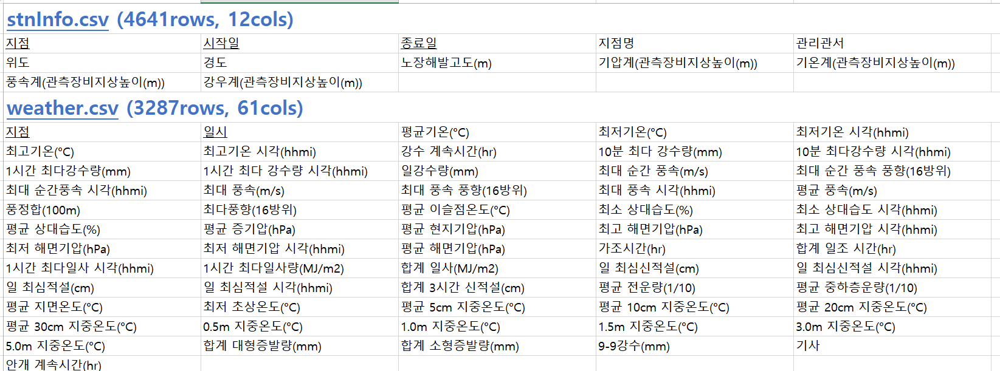 stnInfo.csv (4641rows, 12cols)
지점 시작일 종료일 지점명 관리관서
위도 경도 노장해발고도(m) 기압계(관측장비지상높이(m)) 기온계(관측장비지상높이(m))
풍속계(관측장비지상높이(m)) 강우계(관측장비지상높이(m))
weather.csv (3287rows, 61cols)
지점 일시 평균기온(°C) 최저기온(°C) 최저기온 시각(hhmi)
최고기온(°C) 최고기온 시각(hhmi) 강수 계속시간(hr) 10분 최다 강수량(mm) 10분 최다강수량 시각(hhmi)
1시간 최다강수량(mm) 1시간 최다 강수량 시각(hhmi) 일강수량(mm) 최대 순간 풍속(m/s) 최대 순간 풍속 풍향(16방위)
최대 순간풍속 시각(hhmi) 최대 풍속(m/s) 최대 풍속 풍향(16방위) 최대 풍속 시각(hhmi) 평균 풍속(m/s)
풍정합(100m) 최다풍향(16방위) 평균 이슬점온도(°C) 최소 상대습도(%) 최소 상대습도 시각(hhmi)
평균 상대습도(%) 평균 증기압(hPa) 평균 현지기압(hPa) 최고 해면기압(hPa) 최고 해면기압 시각(hhmi)
최저 해면기압(hPa) 최저 해면기압 시각(hhmi) 평균 해면기압(hPa) 가조시간(hr) 합계 일조 시간(hr)
1시간 최다일사 시각(hhmi) 1시간 최다일사량(MJ/m2) 합계 일사(MJ/m2) 일 최심신적설(cm) 일 최심신적설 시각(hhmi)
일 최심적설(cm) 일 최심적설 시각(hhmi) 합계 3시간 신적설(cm) 평균 전운량(1/10) 평균 중하층운량(1/10)
평균 지면온도(°C) 최저 초상온도(°C) 평균 5cm 지중온도(°C) 평균 10cm 지중온도(°C) 평균 20cm 지중온도(°C)
평균 30cm 지중온도(°C) 0.5m 지중온도(°C) 1.0m 지중온도(°C) 1.5m 지중온도(°C) 3.0m 지중온도(°C)
5.0m 지중온도(°C) 합계 대형증발량(mm) 합계 소형증발량(mm) 9-9강수(mm) 기사
안개 계속시간(hr)